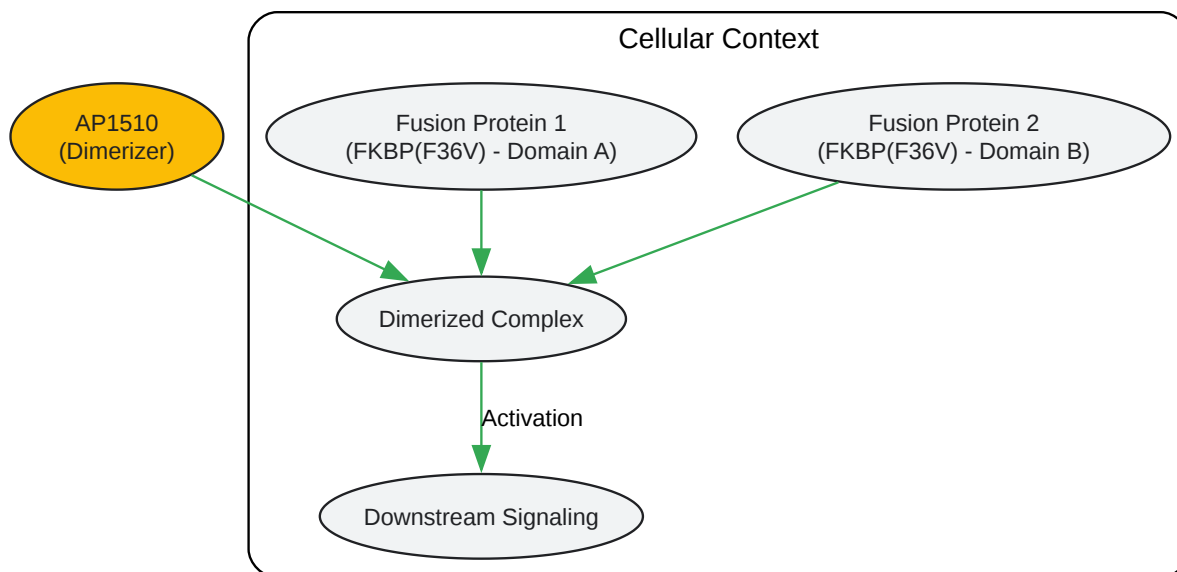 Cellular Context
AP1510
(Dimerizer)
Fusion Protein 1
(FKBP(F36V) - Domain A)
Fusion Protein 2
(FKBP(F36V) - Domain B)
Dimerized Complex
Activation
Downstream Signaling